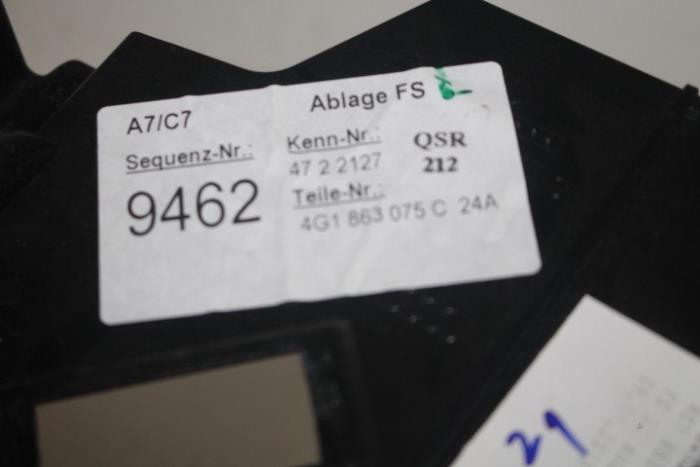 A7/C7
Ablage FS
Sequenz-Nr.:
9462
Kenn-Nr.:
47 2 2127
QSR
212
Teile-Nr.:
4G1 863 075 C 24A
29